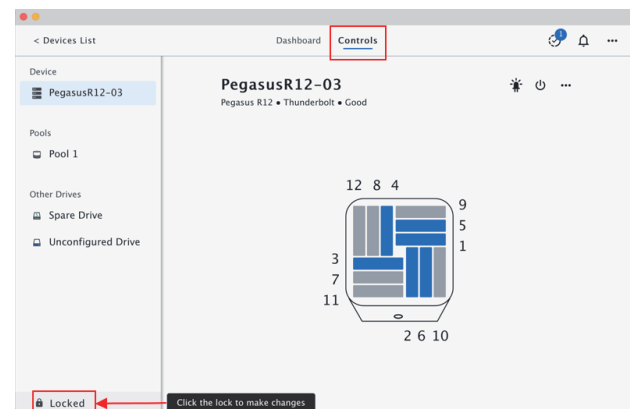 < Devices List
Dashboard Controls
1
Device
PegasusR12-03
Pools
Pool 1
Other Drives
Spare Drive
Unconfigured Drive
Locked
PegasusR12-03
Pegasus R12 • Thunderbolt • Good
12 8 4
9
5
1
3
7
11
2 6 10
Click the lock to make changes